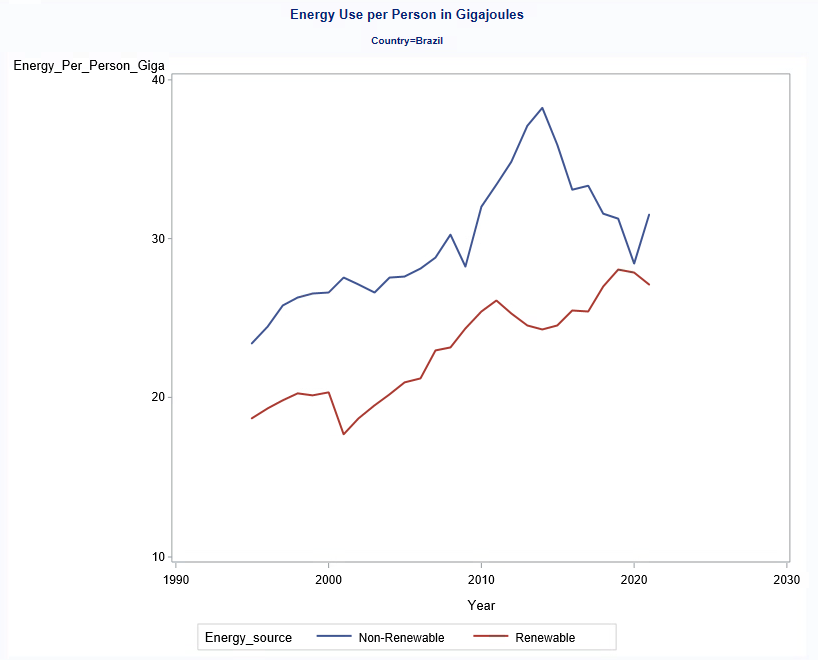 Energy Use per Person in Gigajoules
Country=Brazil
Energy_Per_Person_Giga
40
30
20
10
1990 2000 2010 2020 2030
Year
Energy_source Non-Renewable Renewable